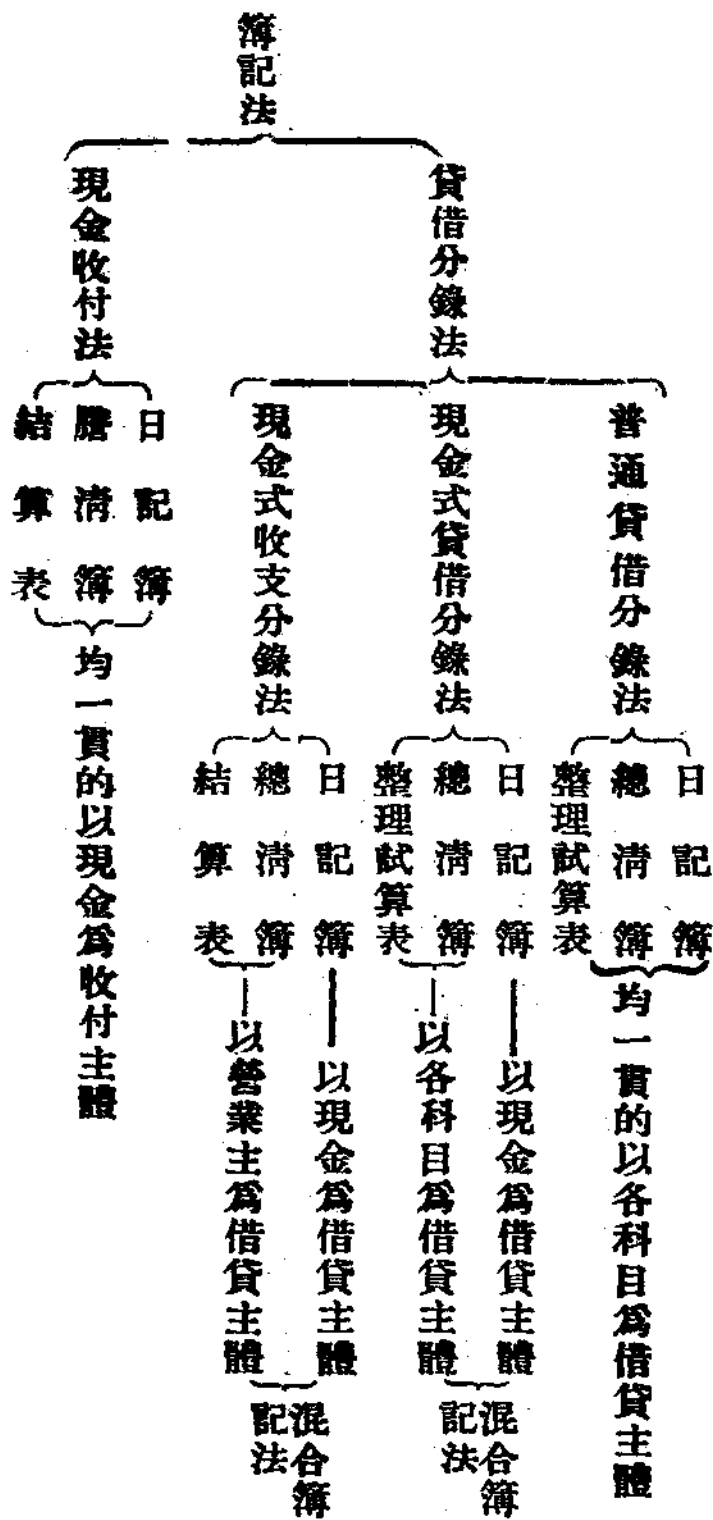 簿記法
貸借分錄法
普通貸借分錄法
日記簿
總清簿
整理試算表
均一貫的以各科目爲借貸主體
現金式貸借分錄法
日記簿
以現金爲借貸主體
總清簿
整理試算表
以各科目爲借貸主體
混合簿
記法
現金式收支分錄法
日記簿
以現金爲借貸主體
總清簿
結算表
以營業主爲借貸主體
混合簿
記法
現金收付法
日記簿
謄清簿
結算表
均一貫的以現金爲收付主體